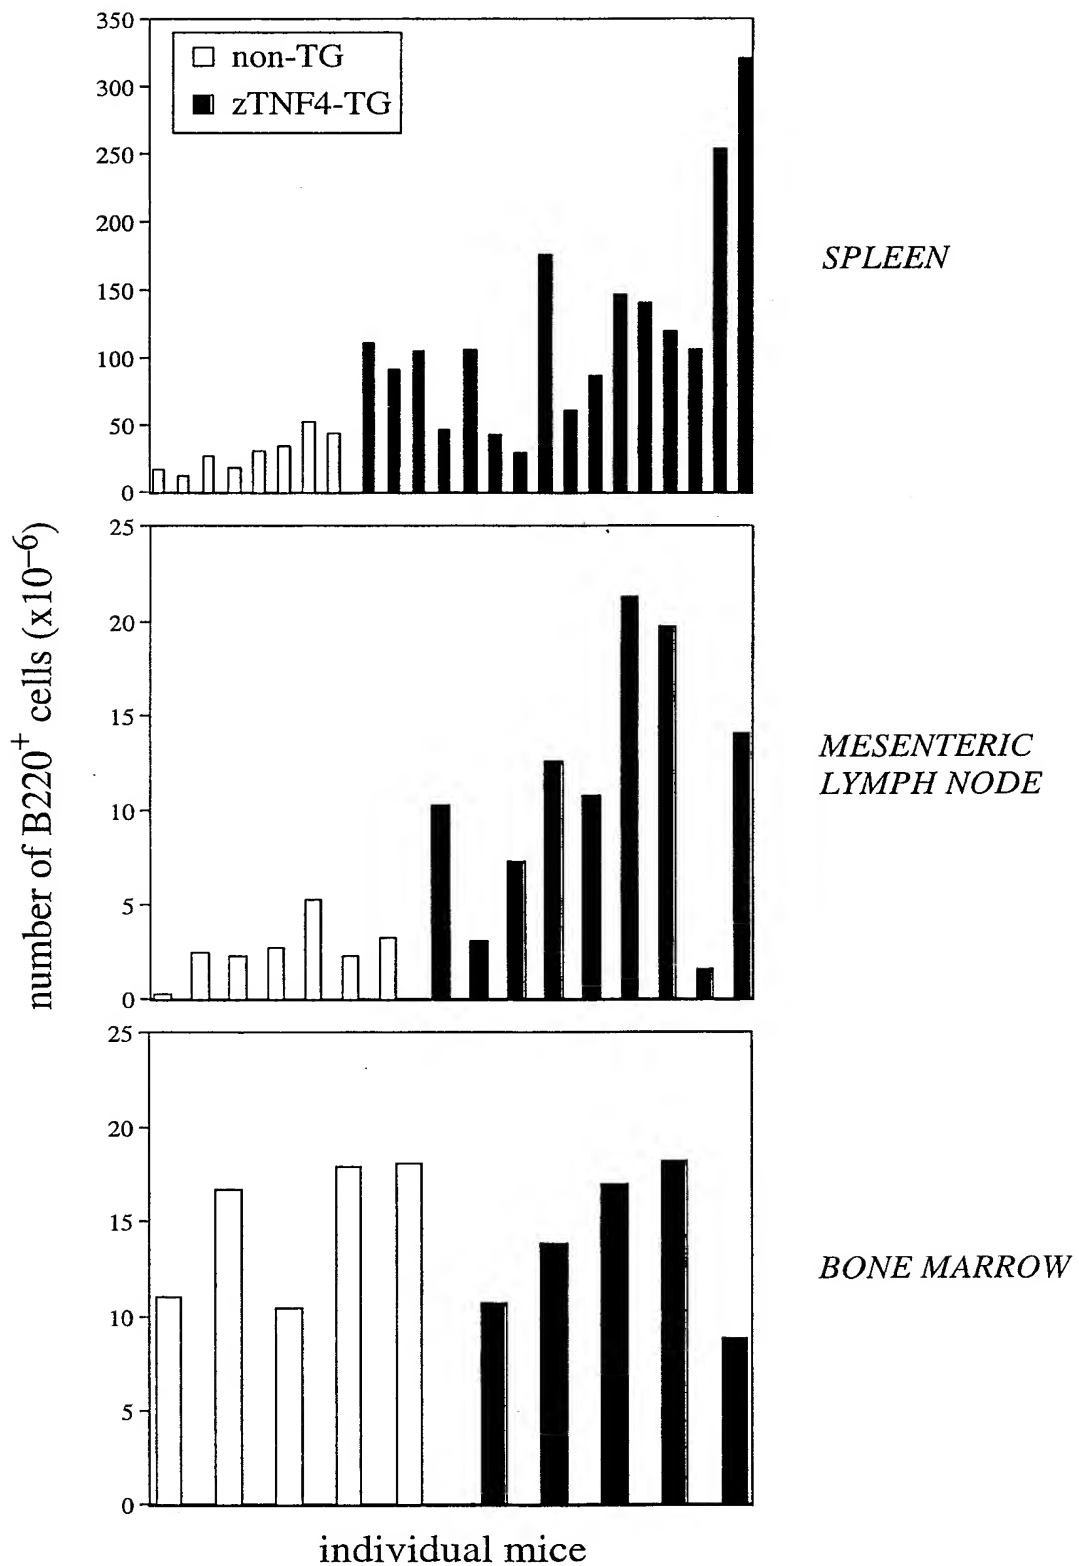 350
300
250
200
150
100
50
0
non-TG
zTNF4-TG
SPLEEN
25
20
15
10
5
0
MESENTERIC
LYMPH NODE
25
20
15
10
5
0
BONE MARROW
number of B220⁺ cells (x10⁻⁶)
individual mice